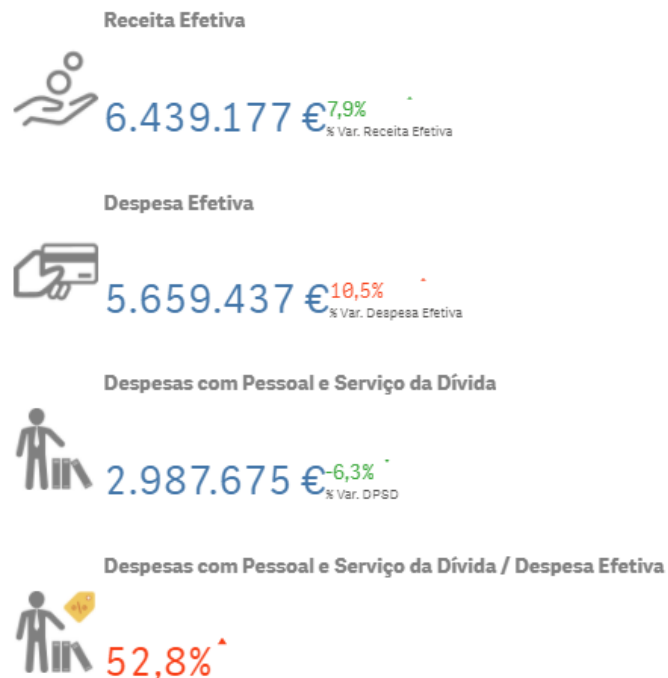 Receita Efetiva
6.439.177 € 7,9%
% Var. Receita Efetiva
Despesa Efetiva
5.659.437 € 10,5%
% Var. Despesa Efetiva
Despesas com Pessoal e Serviço da Dívida
2.987.675 € -6,3%
% Var. DPSD
Despesas com Pessoal e Serviço da Dívida / Despesa Efetiva
%
52,8%